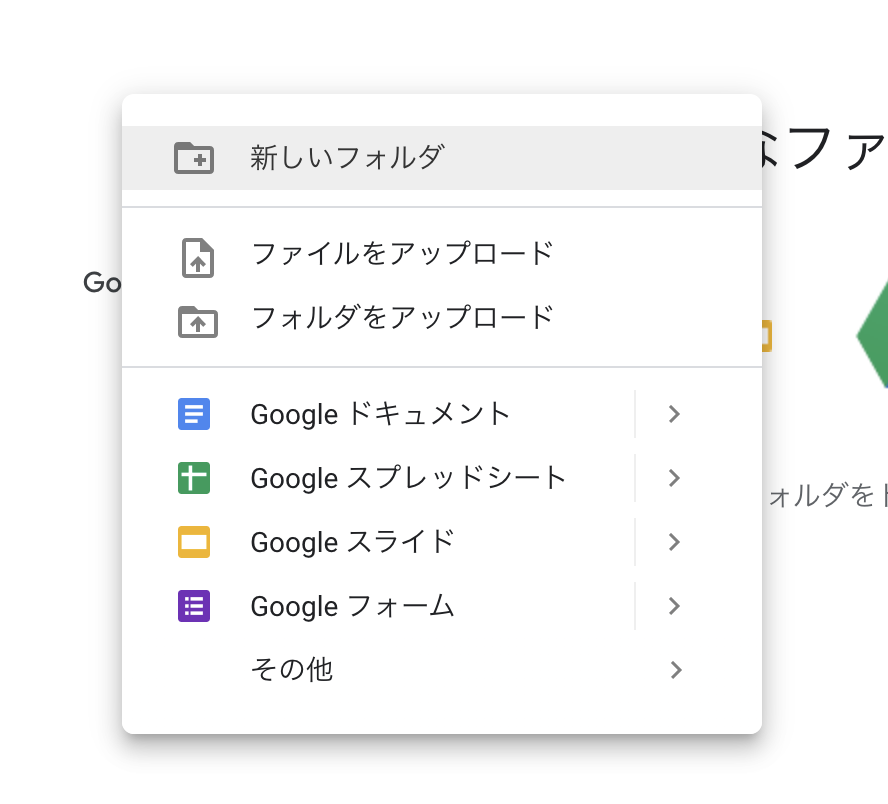 新しいフォルダ
なファ
ファイルをアップロード
Go
フォルダをアップロード
Google ドキュメント
Google スプレッドシート
ォルダをド
Google スライド
Google フォーム
その他